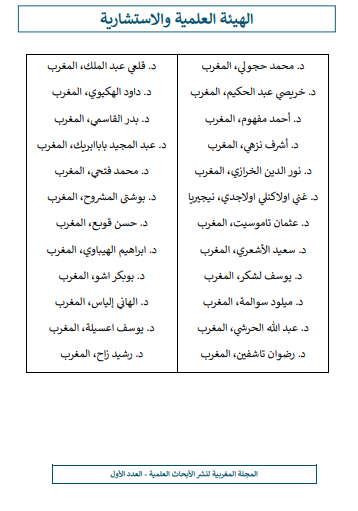 الهيئة العلمية والاستشارية
د. محمد حجولي، المغرب
د. خريصي عبد الحكيم، المغرب
د. أحمد مفهوم، المغرب
د. أشرف نزهي، المغرب
د. نور الدين الخرازي، المغرب
د. غني اولاكنلي اولاجدي، نيجيريا
د. عثمان تاموسيت، المغرب
د. سعيد الأشعري، المغرب
د. يوسف لشكر، المغرب
د. ميلود سوالمة، المغرب
د. عبد الله الحرشي، المغرب
د. رضوان تاشفين، المغرب
د. قلعي عبد الملك، المغرب
د. داود الهكيوي، المغرب
د. بدر القاسمي، المغرب
د. عبد المجيد بابابريك، المغرب
د. محمد فتحي، المغرب
د. بوشتى المشروح، المغرب
د. حسن قوبع، المغرب
د. ابراهيم الهيباوي، المغرب
د. بوبكر اشو، المغرب
د. الهاني إلياس، المغرب
د. يوسف اعسيلة، المغرب
د. رشيد زاح، المغرب
المجلة المغربية لنشر الأبحاث العلمية - العدد الأول